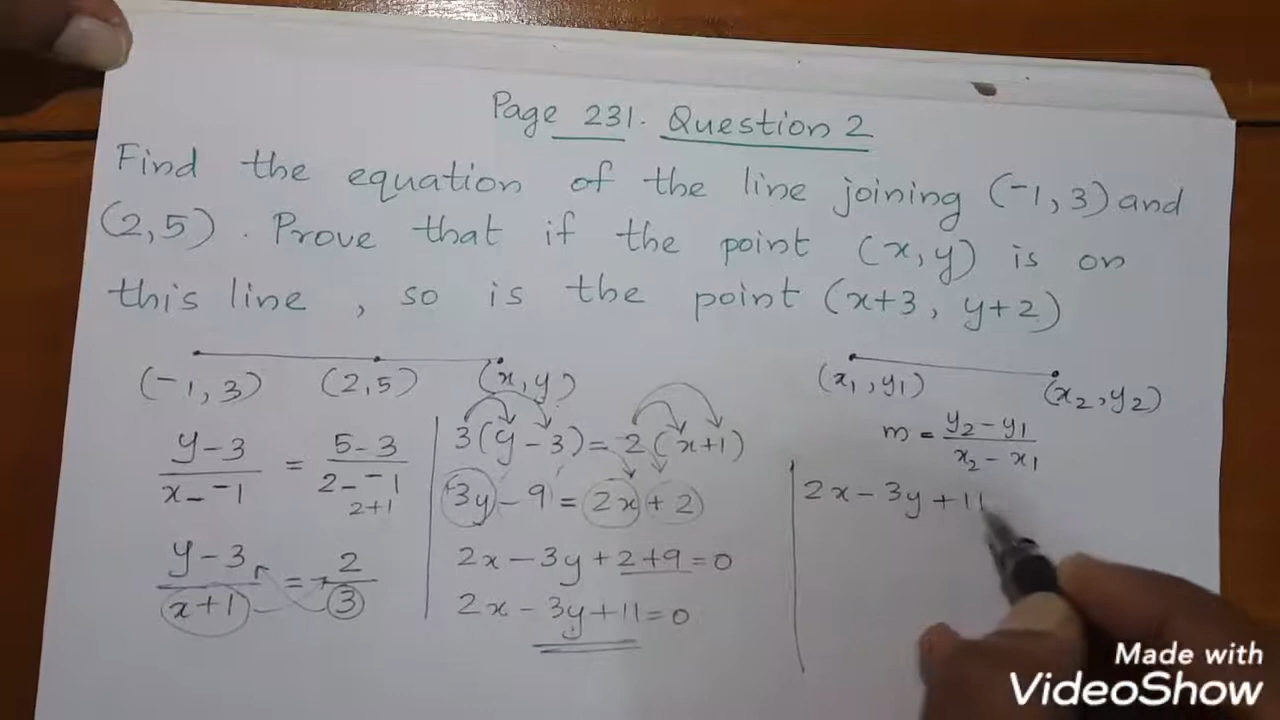 Page 231. Question 2
Find the equation of the line joining (-1, 3) and
(2, 5). Prove that if the point (x, y) is on
this line, so is the point (x+3, y+2)
(-1, 3) (2, 5) (x, y)
y-3/x--1 = 5-3/2--1
2+1
y-3/x+1 = 2/3
3(y-3) = 2(x+1)
3y-9 = 2x+2
2x-3y+2+9=0
2x-3y+11=0
(x₁, y₁) (x₂, y₂)
m = y₂-y₁/x₂-x₁
2x-3y+11
Made with
VideoShow